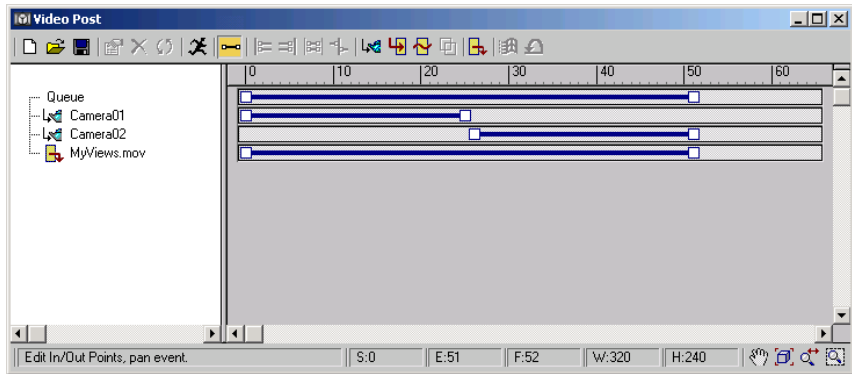 Video Post
0 10 20 30 40 50 60
Queue
Camera01
Camera02
MyViews.mov
Edit In/Out Points, pan event. S:0 E:51 F:52 W:320 H:240